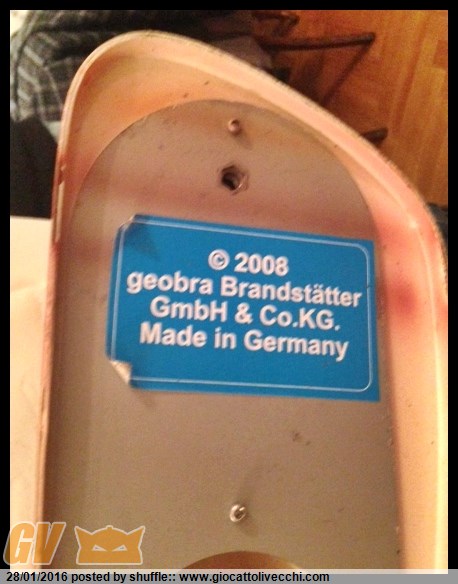 © 2008
geobra Brandstätter
GmbH & Co.KG.
Made in Germany
GV
28/01/2016 posted by shuffle:: www.giocattolivecchi.com